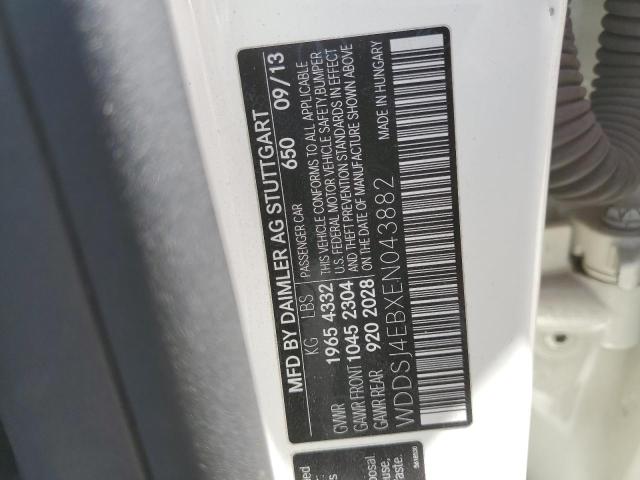 MFD BY DAIMLER AG STUTTGART 09/13
KG LBS PASSENGER CAR 650
GVWR 1965 4332 THIS VEHICLE CONFORMS TO ALL APPLICABLE
GAWR FRONT 1045 2304 U.S. FEDERAL MOTOR VEHICLE SAFETY,BUMPER
GAWR REAR 920 2028 AND THEFT PREVENTION STANDARDS IN EFFECT
ON THE DATE OF MANUFACTURE SHOWN ABOVE
MADE IN HUNGARY
WDDSJ4EBXEN043882